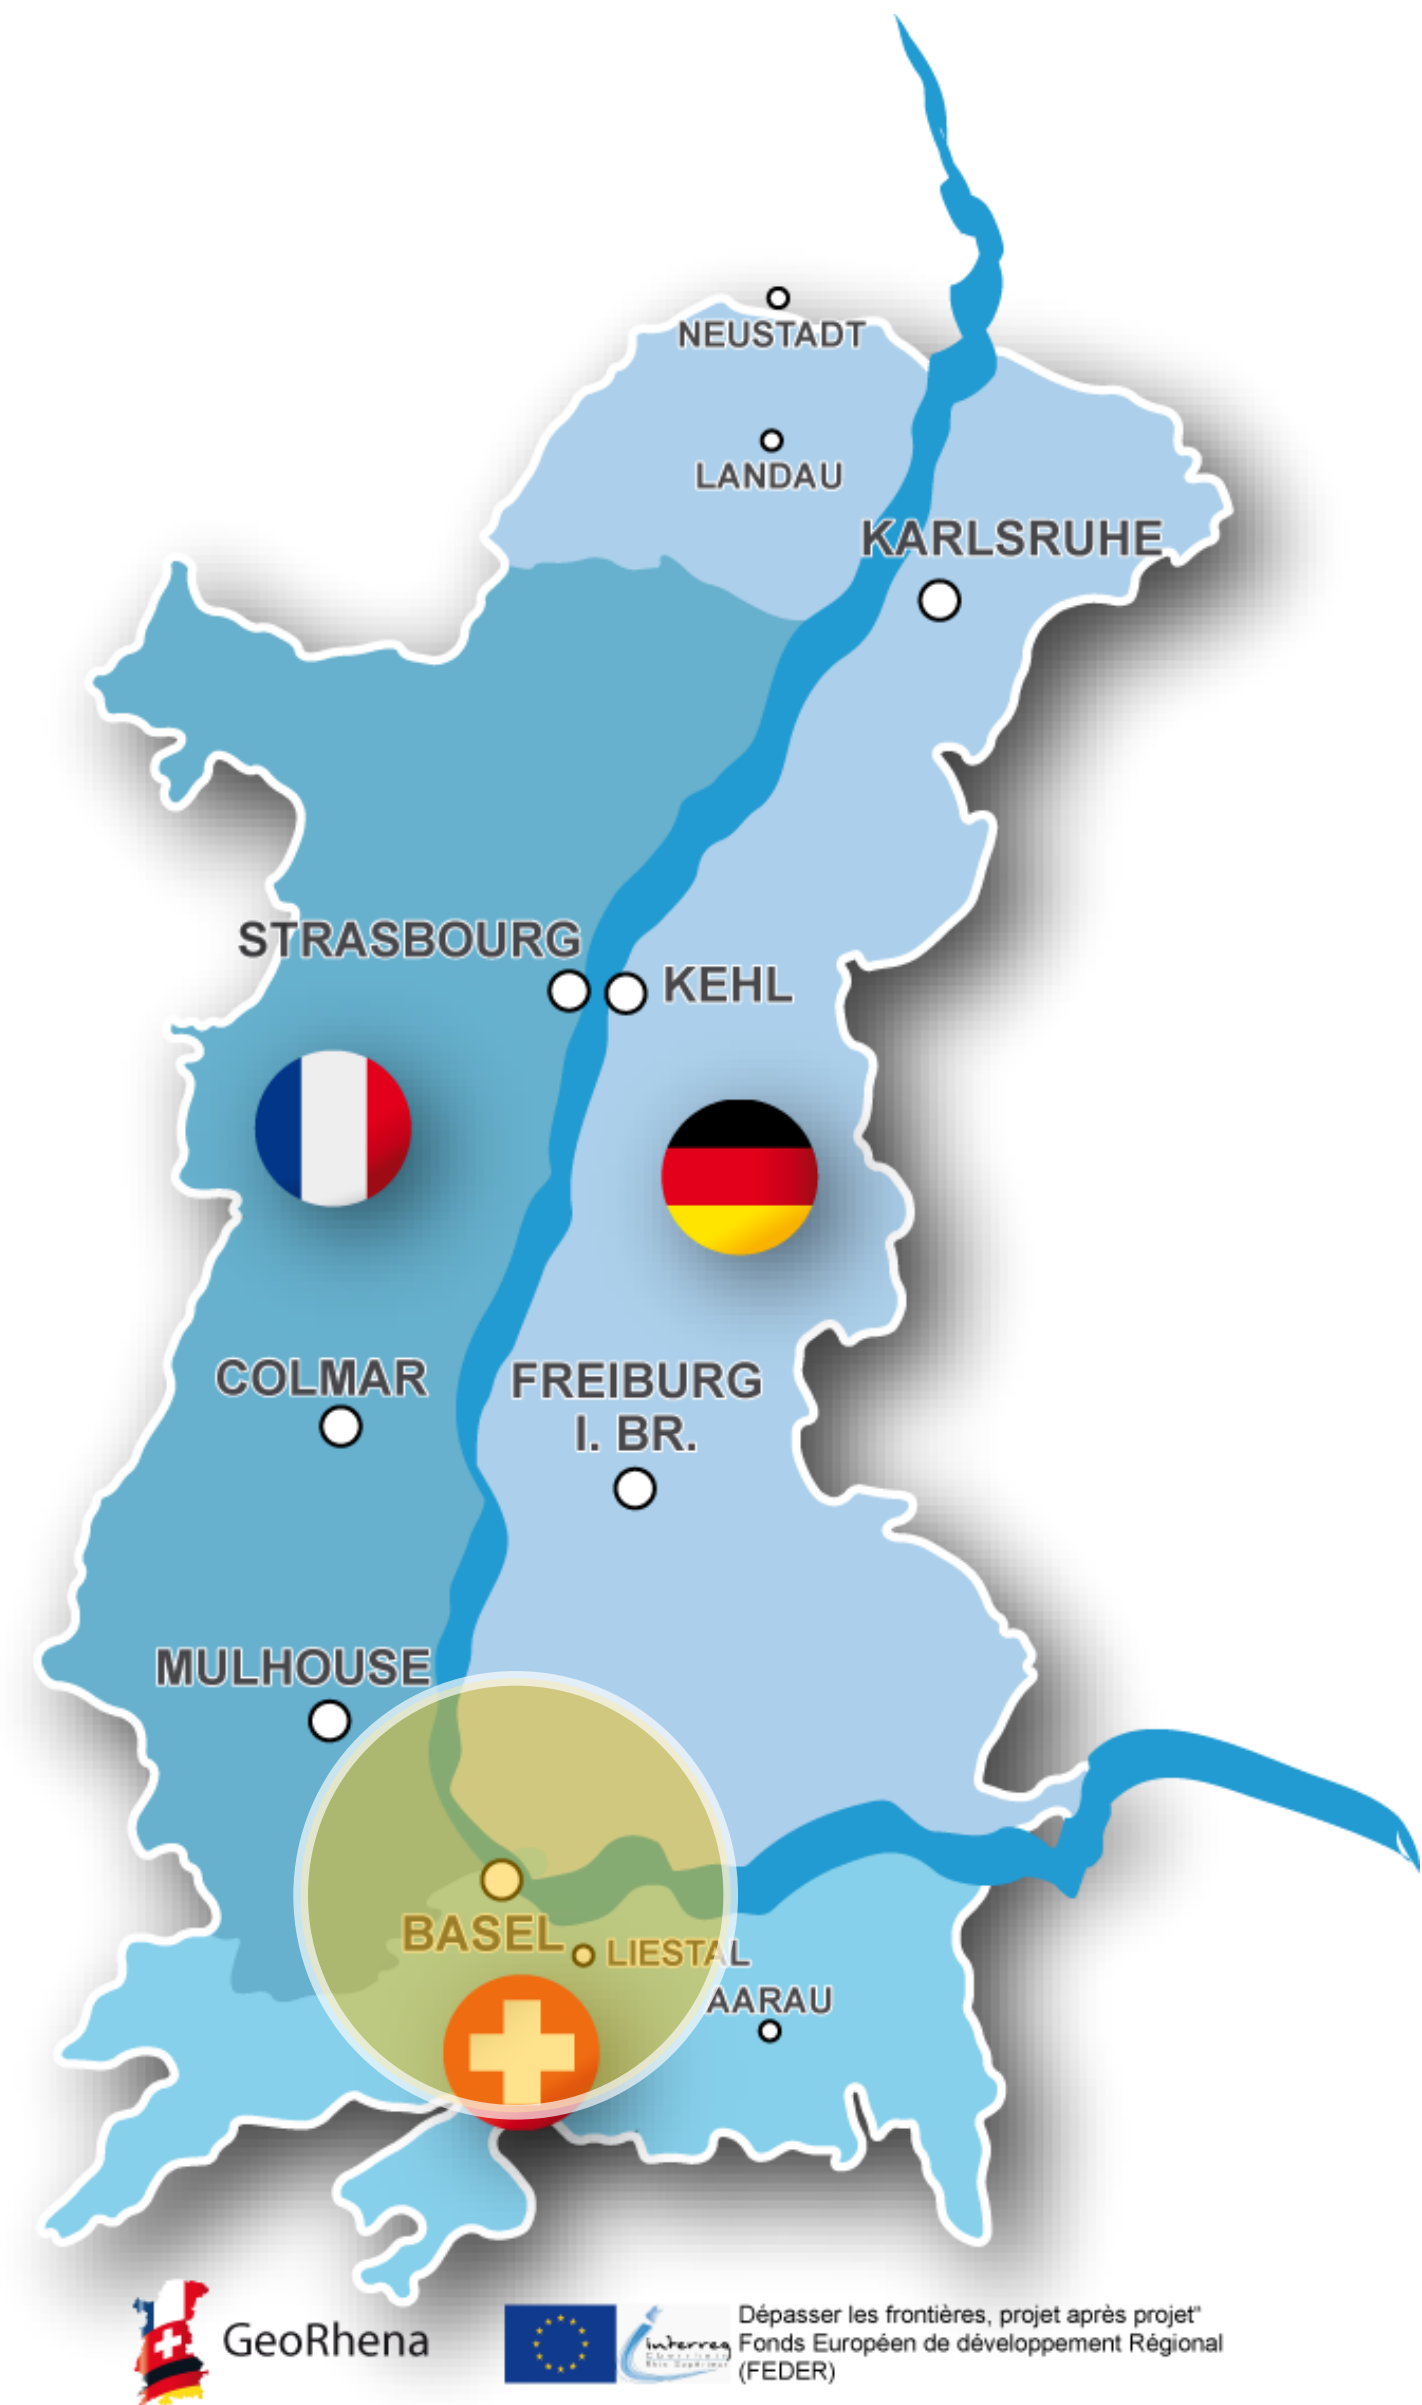 NEUSTADT
LANDAU
KARLSRUHE
STRASBOURG
KEHL
COLMAR
FREIBURG
I. BR.
MULHOUSE
BASEL
LIESTAL
AARAU
GeoRhena
interreg
Dépasser les frontières, projet après projet"
Fonds Européen de développement Régional
(FEDER)